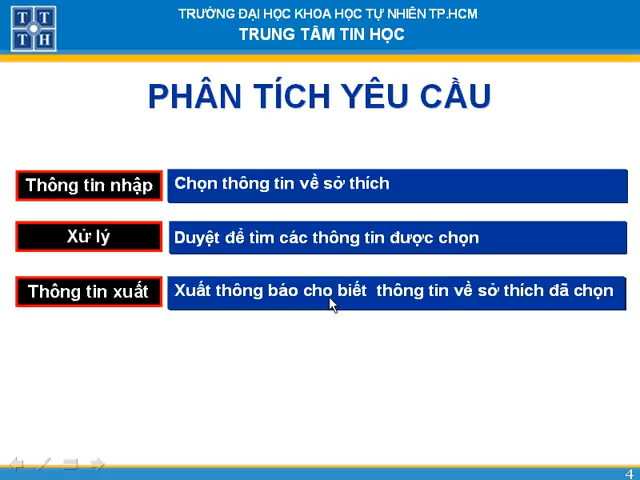 TRƯỜNG ĐẠI HỌC KHOA HỌC TỰ NHIÊN TP.HCM
TRUNG TÂM TIN HỌC
T T
T H
PHÂN TÍCH YÊU CẦU
Thông tin nhập
Chọn thông tin về sở thích
Xử lý
Duyệt để tìm các thông tin được chọn
Thông tin xuất
Xuất thông báo cho biết thông tin về sở thích đã chọn
4